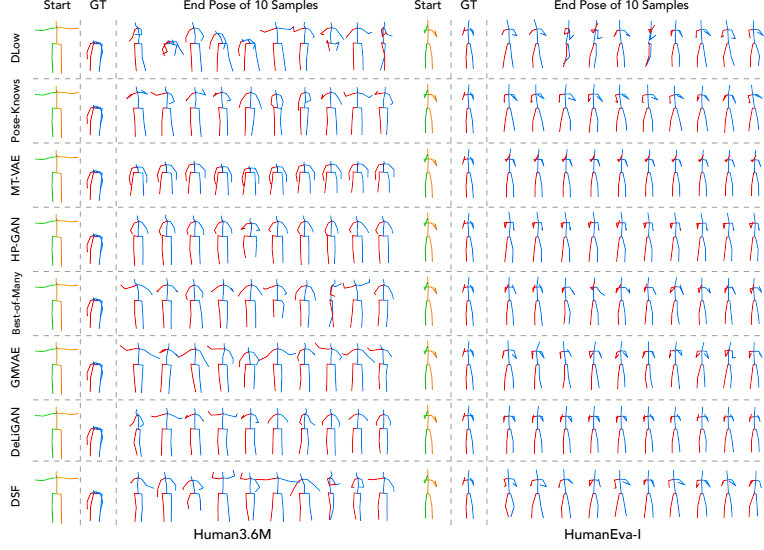 Start GT End Pose of 10 Samples Start GT End Pose of 10 Samples
DLow
Pose-Knows
MT-VAE
HP-GAN
Best-of-Many
GMVAE
DeLiGAN
DSF
Human3.6M HumanEva-I